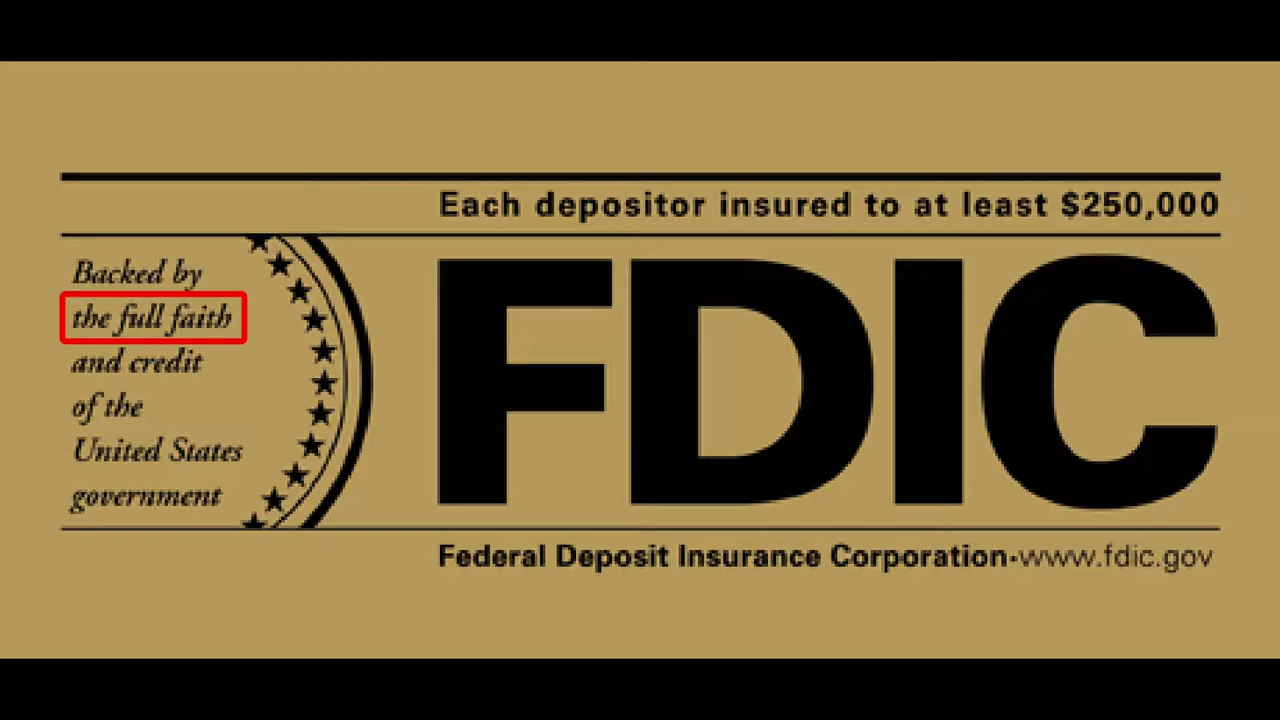 Each depositor insured to at least $250,000
Backed by
the full faith
and credit
of the
United States
government
FDIC
Federal Deposit Insurance Corporation·www.fdic.gov